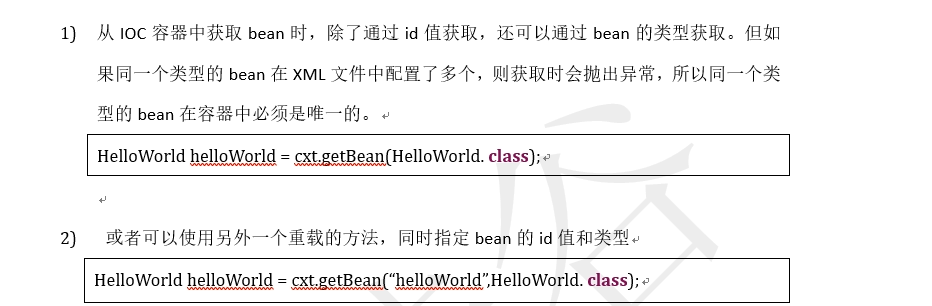 1) 从 IOC 容器中获取 bean 时，除了通过 id 值获取，还可以通过 bean 的类型获取。但如
果同一个类型的 bean 在 XML 文件中配置了多个，则获取时会抛出异常，所以同一个类
型的 bean 在容器中必须是唯一的。
HelloWorld helloWorld = cxt.getBean(HelloWorld. class);
2) 或者可以使用另外一个重载的方法，同时指定 bean 的 id 值和类型
HelloWorld helloWorld = cxt.getBean(“helloWorld”,HelloWorld. class);